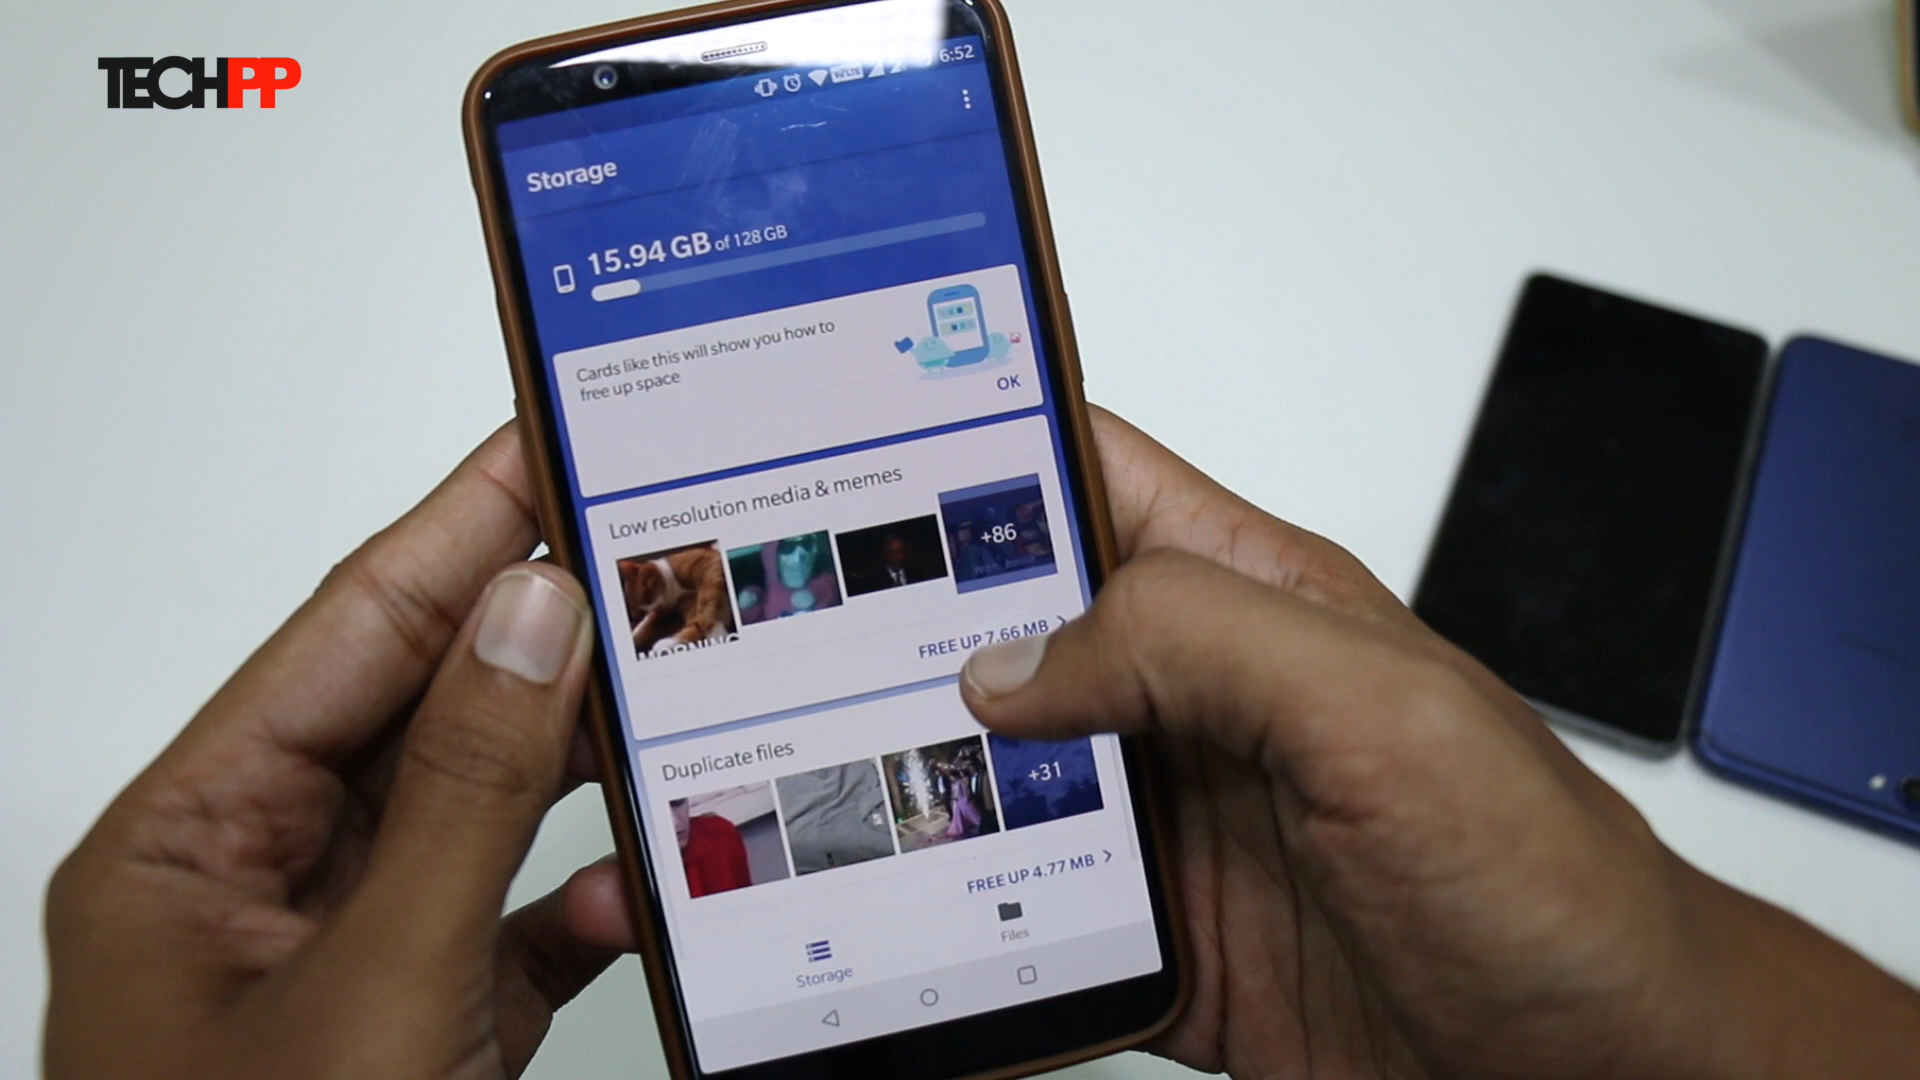 TECHPP
6:52
Storage
15.94 GB of 128 GB
Cards like this will show you how to
free up space
OK
Low resolution media & memes
+86
MORNING
FREE UP 7.66 MB
Duplicate files
+31
FREE UP 4.77 MB
Storage
Files